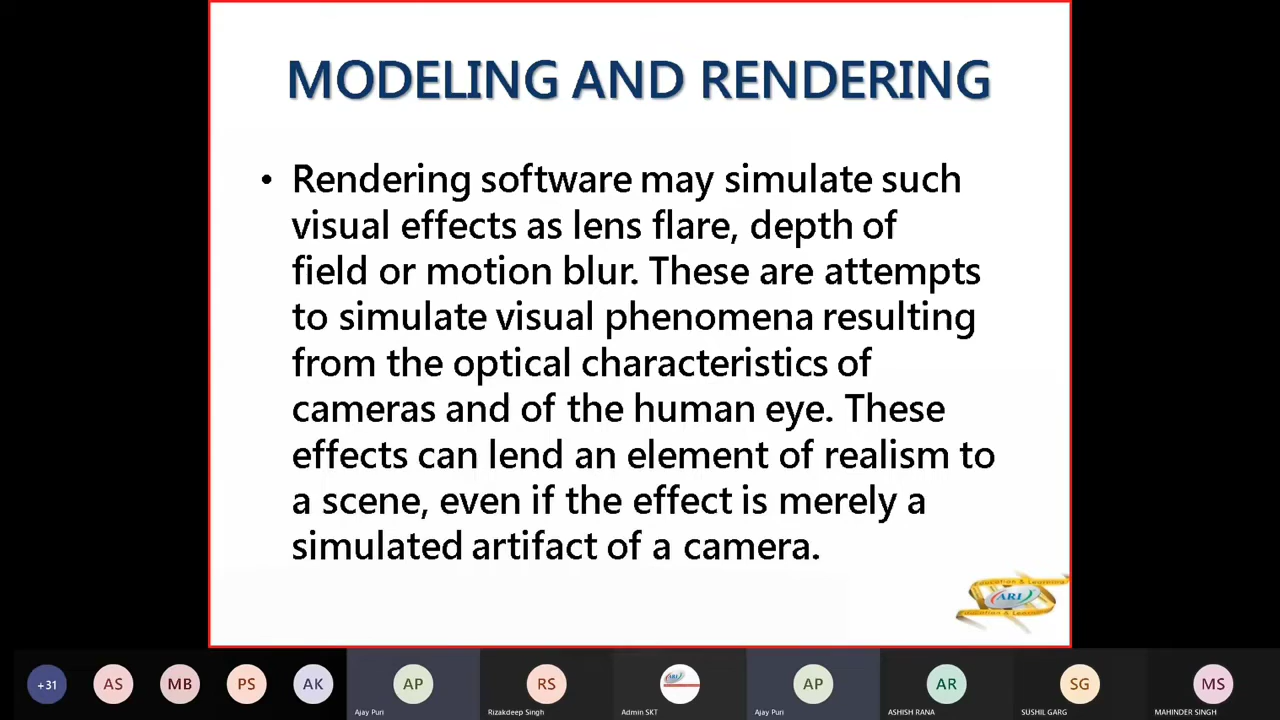 MODELING AND RENDERING
• Rendering software may simulate such
visual effects as lens flare, depth of
field or motion blur. These are attempts
to simulate visual phenomena resulting
from the optical characteristics of
cameras and of the human eye. These
effects can lend an element of realism to
a scene, even if the effect is merely a
simulated artifact of a camera.
Education & Learning
ARI
+31
AS
MB
PS
AK
AP
RS
AP
AR
SG
MS
Ajay Puri
Rizakdeep Singh
Admin SKT
Ajay Puri
ASHISH RANA
SUSHIL GARG
MAHINDER SINGH